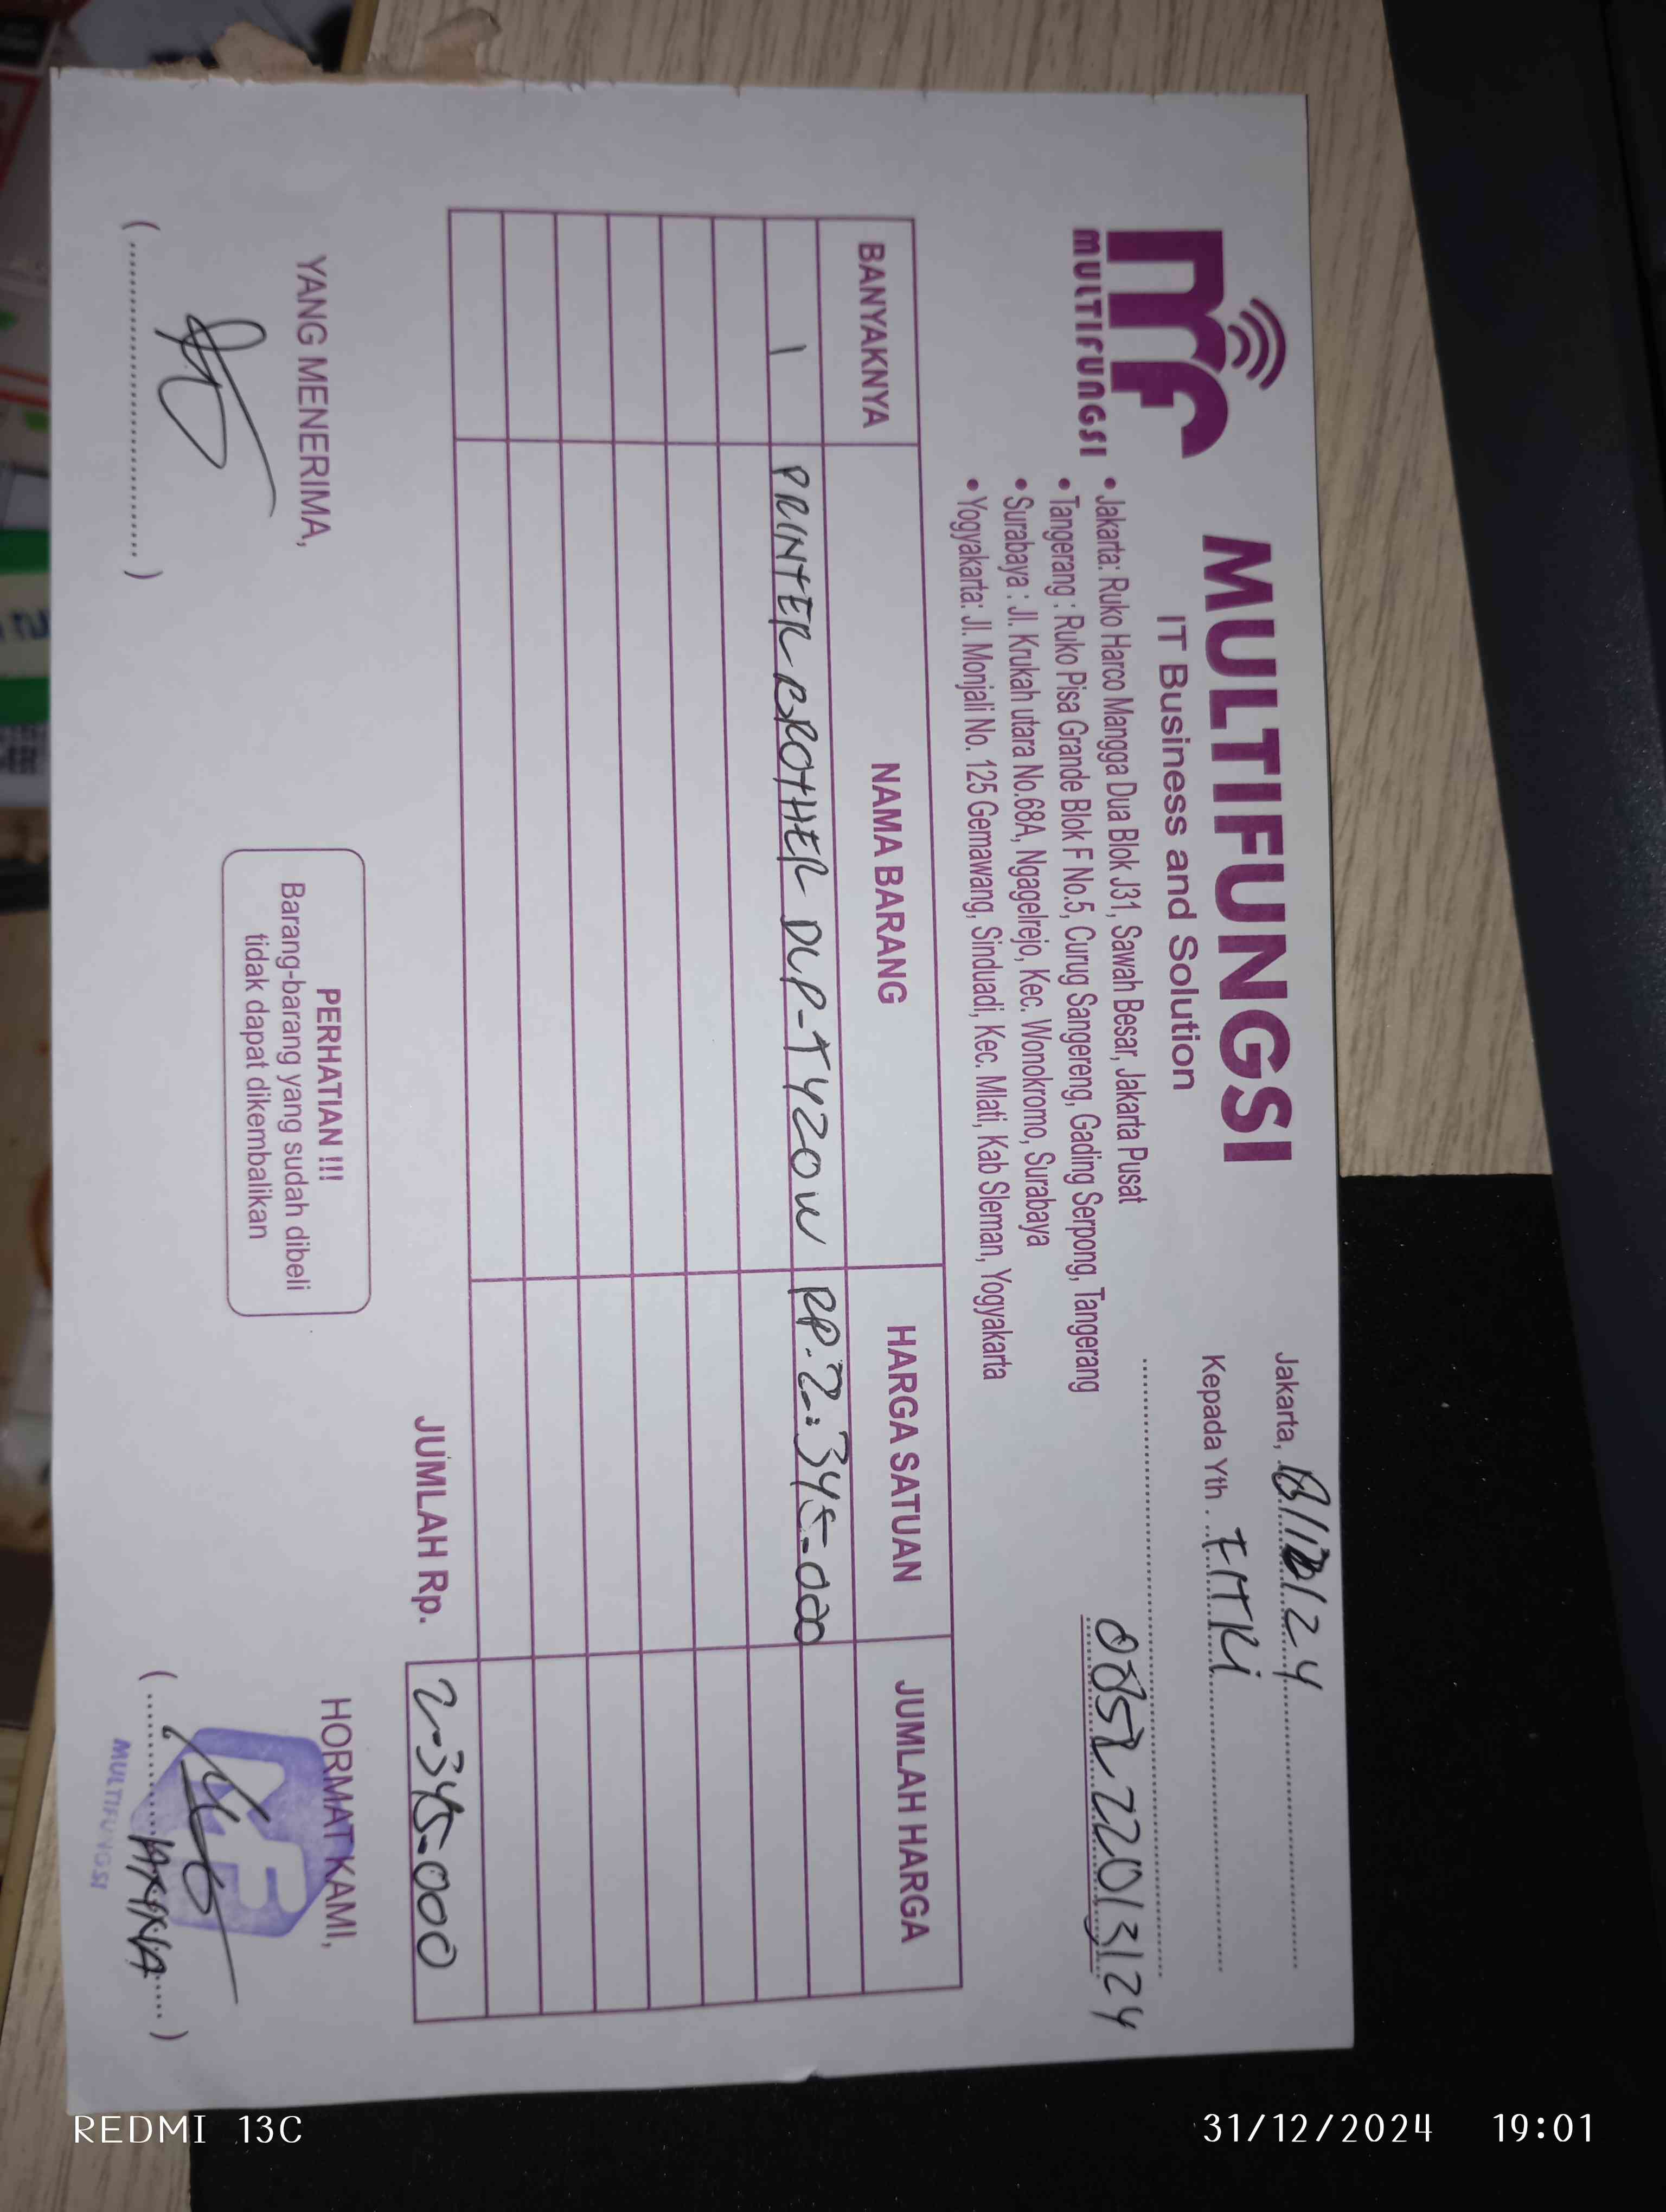 MULTIFUNGSI
MULTIFUNGSI
IT Business and Solution
• Jakarta: Ruko Harco Mangga Dua Blok J31, Sawah Besar, Jakarta Pusat
• Tangerang : Ruko Pisa Grande Blok F No.5, Curug Sangereng, Gading Serpong, Tangerang
• Surabaya : Jl. Krukah utara No.68A, Ngagelrejo, Kec. Wonokromo, Surabaya
• Yogyakarta: Jl. Monjali No. 125 Gemawang, Sinduadi, Kec. Mlati, Kab Sleman, Yogyakarta
Jakarta,
Kepada Yth .
085222013124
BANYAKNYA NAMA BARANG HARGA SATUAN JUMLAH HARGA
1 PRINTER BROTHER DCP-T420W RP.2.345-000
JUMLAH Rp. 2-345-000
YANG MENERIMA,
PERHATIAN !!!
Barang-barang yang sudah dibeli
tidak dapat dikembalikan
HORMAT KAMI,
MULTIFUNGSI
REDMI 13C
31/12/2024 19:01